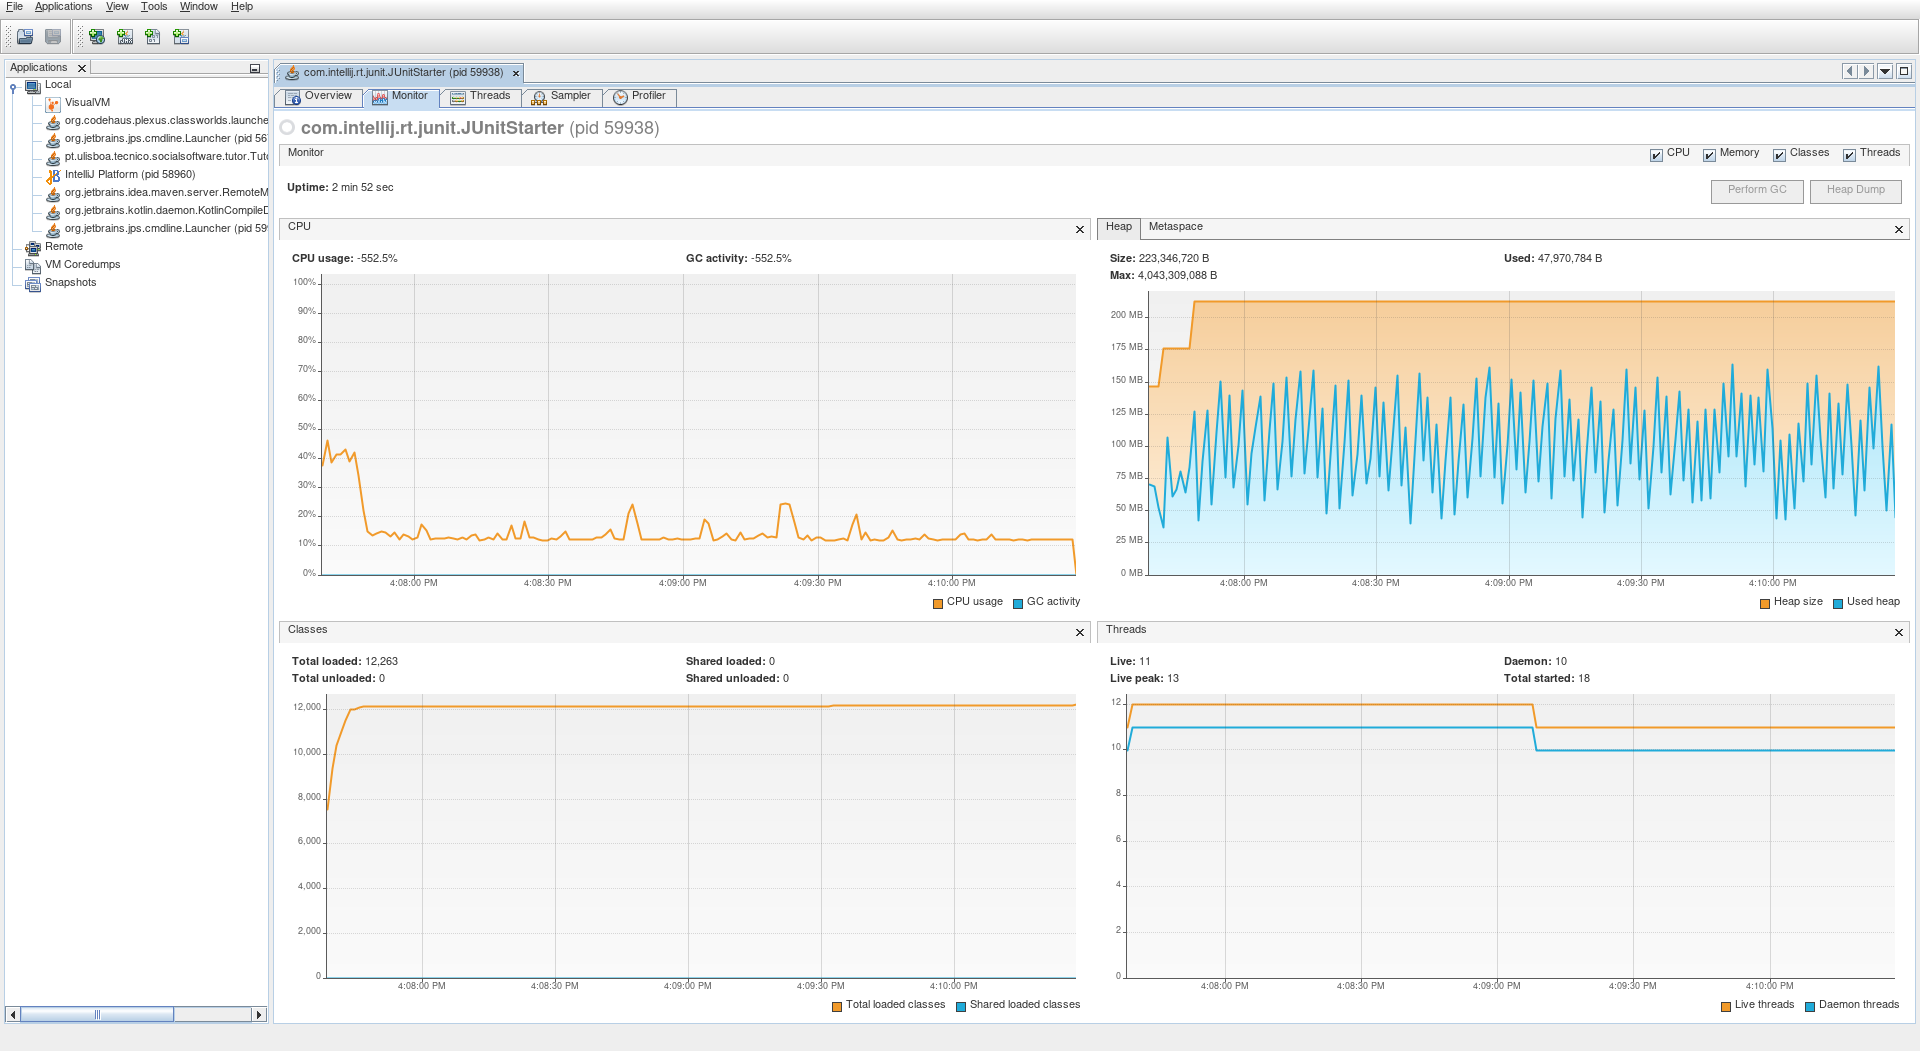 File Applications View Tools Window Help
Applications
Local
VisualVM
org.codehaus.plexus.classworlds.launche
org.jetbrains.jps.cmdline.Launcher (pid 56
pt.ulisboa.tecnico.socialsoftware.tutor.Tut
IntelliJ Platform (pid 58960)
org.jetbrains.idea.maven.server.RemoteM
org.jetbrains.kotlin.daemon.KotlinCompileD
org.jetbrains.jps.cmdline.Launcher (pid 59
Remote
VM Coredumps
Snapshots
com.intellij.rt.junit.JUnitStarter (pid 59938)
Overview Monitor Threads Sampler Profiler
com.intellij.rt.junit.JUnitStarter (pid 59938)
Monitor
CPU Memory Classes Threads
Uptime: 2 min 52 sec
Perform GC Heap Dump
CPU
CPU usage: -552.5% GC activity: -552.5%
100%
90%
80%
70%
60%
50%
40%
30%
20%
10%
0%
4:08:00 PM 4:08:30 PM 4:09:00 PM 4:09:30 PM 4:10:00 PM
CPU usage GC activity
Heap Metaspace
Size: 223,346,720 B Used: 47,970,784 B
Max: 4,043,309,088 B
200 MB
175 MB
150 MB
125 MB
100 MB
75 MB
50 MB
25 MB
0 MB
4:08:00 PM 4:08:30 PM 4:09:00 PM 4:09:30 PM 4:10:00 PM
Heap size Used heap
Classes
Total loaded: 12,263 Shared loaded: 0
Total unloaded: 0 Shared unloaded: 0
12,000
10,000
8,000
6,000
4,000
2,000
0
4:08:00 PM 4:08:30 PM 4:09:00 PM 4:09:30 PM 4:10:00 PM
Total loaded classes Shared loaded classes
Threads
Live: 11 Daemon: 10
Live peak: 13 Total started: 18
12
10
8
6
4
2
0
4:08:00 PM 4:08:30 PM 4:09:00 PM 4:09:30 PM 4:10:00 PM
Live threads Daemon threads